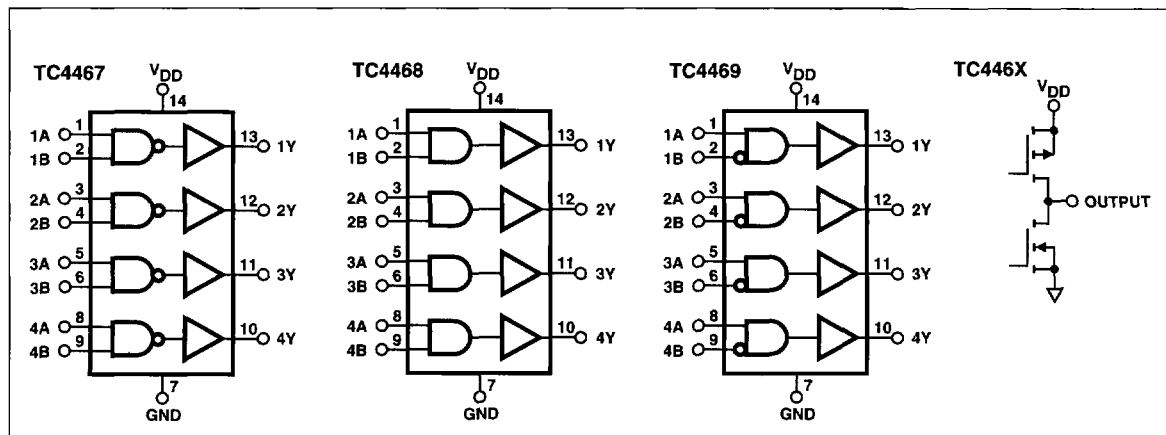 TC4467
VDD
14
1A 1
1B 2
13 1Y
2A 3
2B 4
12 2Y
3A 5
3B 6
11 3Y
4A 8
4B 9
10 4Y
7
GND
TC4468
VDD
14
1A 1
1B 2
13 1Y
2A 3
2B 4
12 2Y
3A 5
3B 6
11 3Y
4A 8
4B 9
10 4Y
7
GND
TC4469
VDD
14
1A 1
1B 2
13 1Y
2A 3
2B 4
12 2Y
3A 5
3B 6
11 3Y
4A 8
4B 9
10 4Y
7
GND
TC446X
VDD
OUTPUT